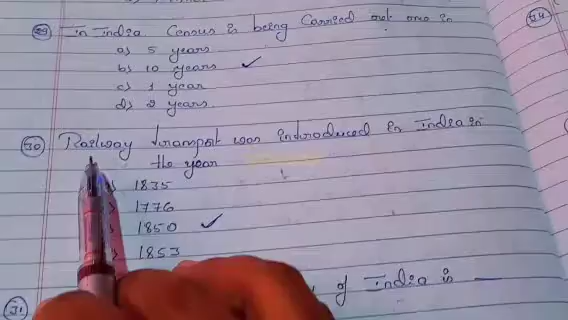 29 In India Census is being Carried out once in
a) 5 years
b) 10 years ✓
c) 1 year
d) 2 years.
30 Railway transport was introduced in India in
the year
1835
1776
1850 ✓
1853
31 of India is
34